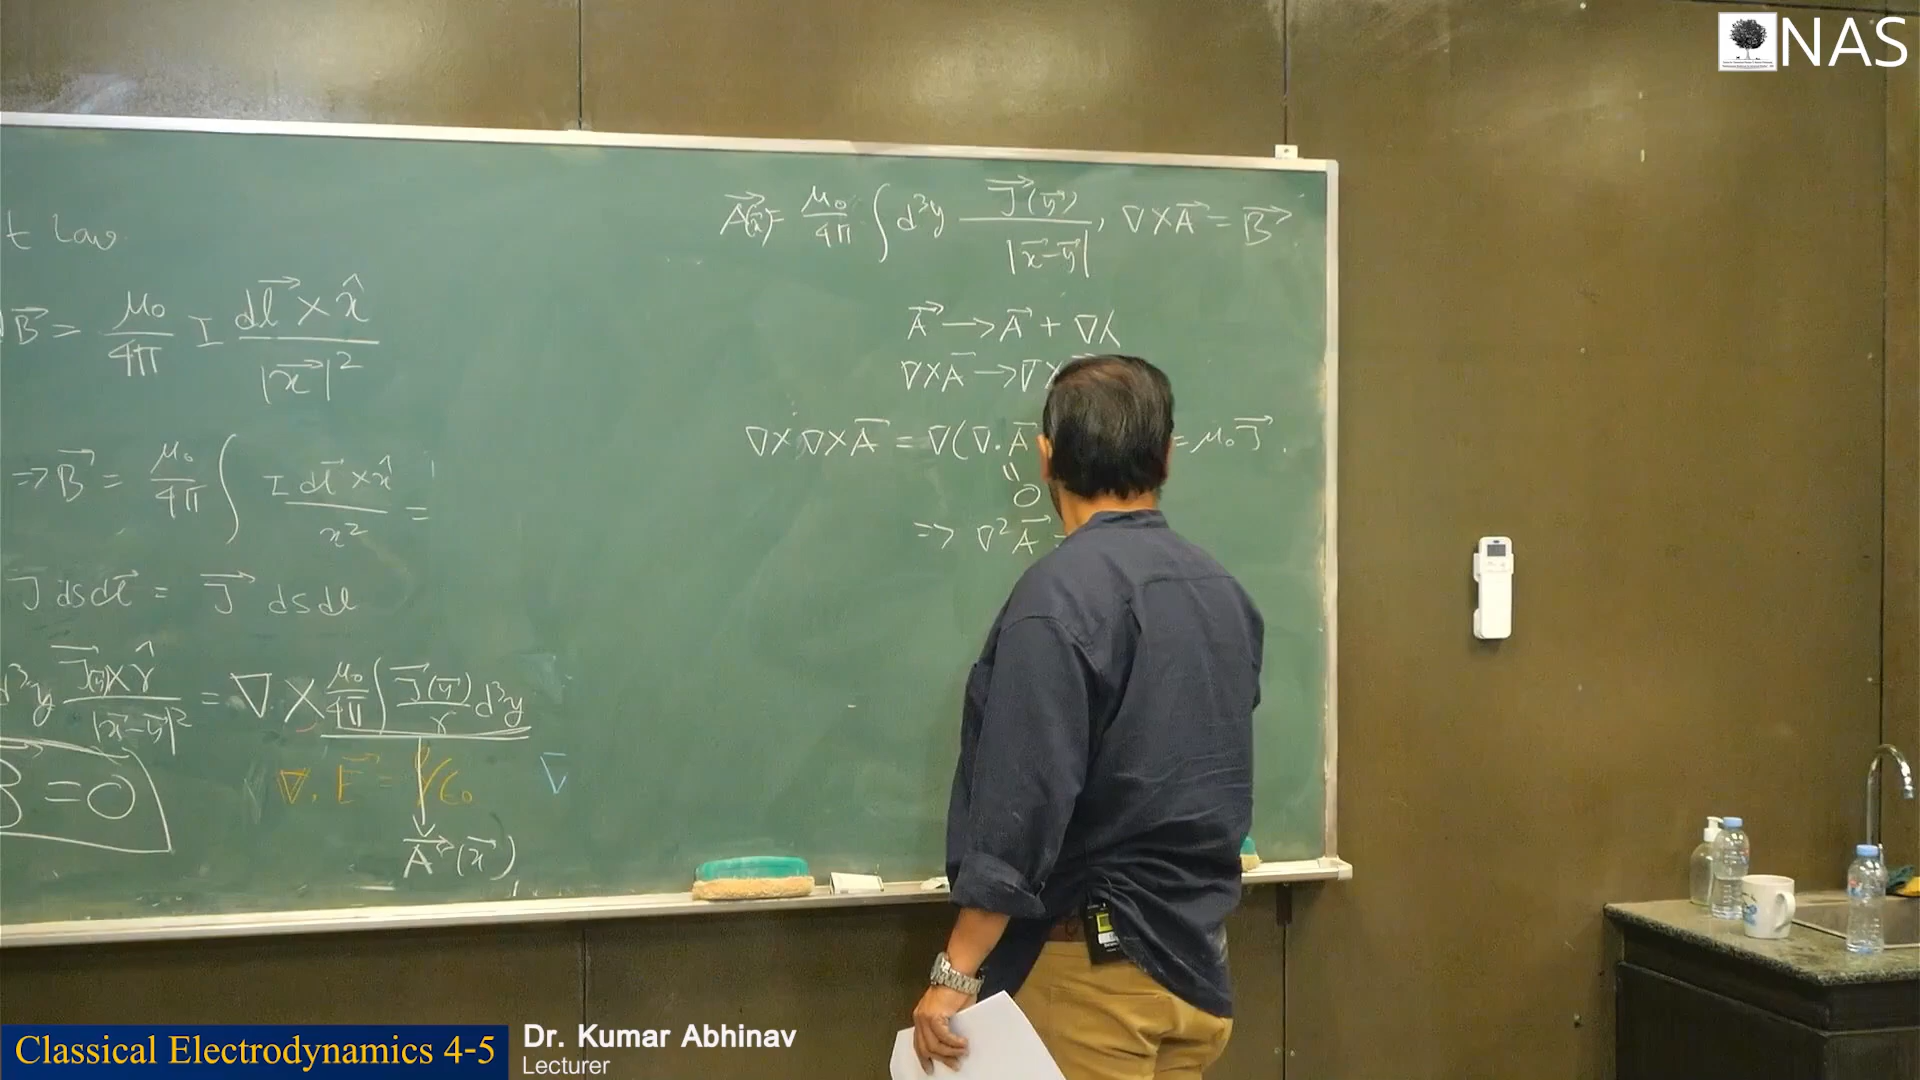 t Law
B⃗ = μ₀/4π I dl⃗ × x̂ / |x⃗|²
=> B⃗ = μ₀/4π ∫ I dl⃗ × x̂ / x² =
J ds dl⃗ = J⃗ ds dl
d³y J⃗(y) × r̂ / |x⃗-y⃗|² = ∇ × μ₀/4π ∫ J⃗(y⃗)/r d³y
= 0
∇. E⃗ = ρ/ε₀ ∇
A⃗(x⃗)
A⃗(x⃗) = μ₀/4π ∫ d³y J⃗(y⃗) / |x⃗-y⃗| , ∇×A⃗ = B⃗
A⃗ → A⃗ + ∇λ
∇×A⃗ → ∇×
∇×∇×A⃗ = ∇(∇.A⃗ = μ₀J⃗.
"
0
=> ∇²A⃗
NAS
Classical Electrodynamics 4-5
Dr. Kumar Abhinav
Lecturer